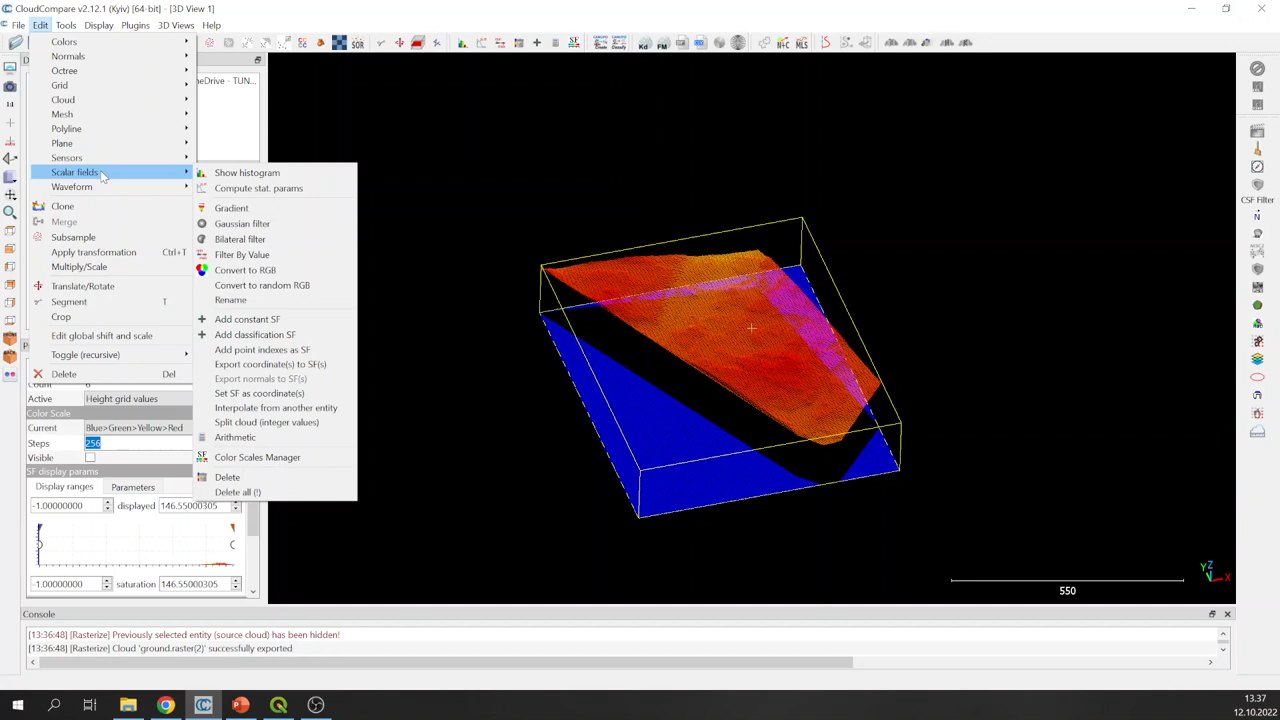 CloudCompare v2.12.1 (Kyiv) [64-bit] - [3D View 1]
File Edit Tools Display Plugins 3D Views Help
Colors
Normals
Octree
Grid
Cloud
Mesh
Polyline
Plane
Sensors
Scalar fields
Waveform
Clone
Merge
Subsample
Apply transformation Ctrl+T
Multiply/Scale
Translate/Rotate
Segment T
Crop
Edit global shift and scale
Toggle (recursive)
Delete Del
Show histogram
Compute stat. params
Gradient
Gaussian filter
Bilateral filter
Filter By Value
Convert to RGB
Convert to random RGB
Rename
Add constant SF
Add classification SF
Add point indexes as SF
Export coordinate(s) to SF(s)
Export normals to SF(s)
Set SF as coordinate(s)
Interpolate from another entity
Split cloud (integer values)
Arithmetic
Color Scales Manager
Delete
Delete all (!)
neDrive - TUN...
Active Height grid values
Color Scale
Current Blue>Green>Yellow>Red
Steps 256
Visible
SF display params
Display ranges Parameters
-1.00000000 displayed 146.55000305
-1.00000000 saturation 146.55000305
CSF Filter
Y Z X
550
Console
[13:36:48] [Rasterize] Previously selected entity (source cloud) has been hidden!
[13:36:48] [Rasterize] Cloud 'ground.raster(2)' successfully exported
13.37
12.10.2022